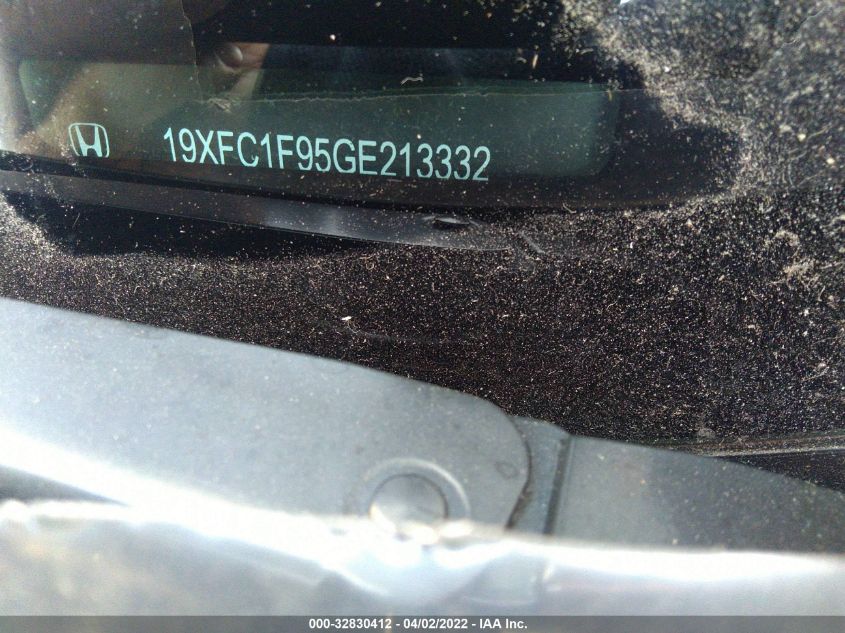 19XFC1F95GE213332
000-32830412 - 04/02/2022 - IAA Inc.